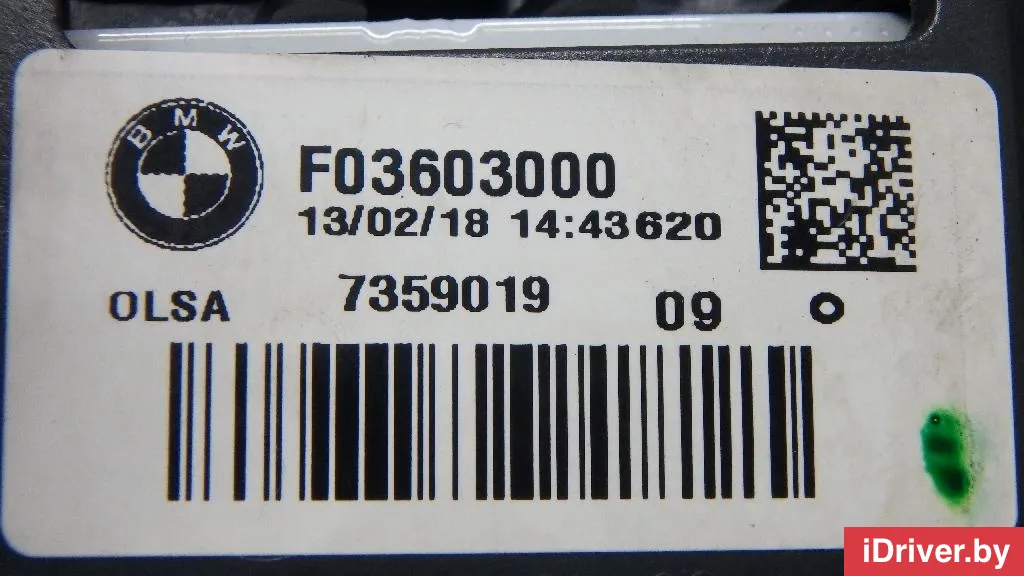 BMW
F03603000
13/02/18 14:43620
OLSA 7359019 09 O
iDriver.by